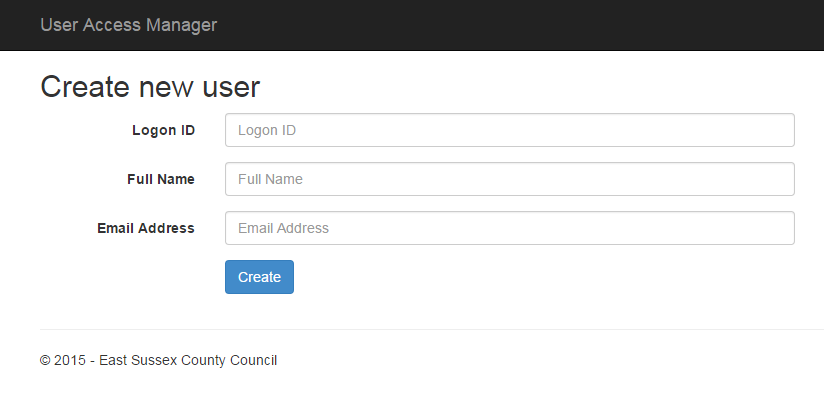 User Access Manager
Create new user
Logon ID Logon ID
Full Name Full Name
Email Address Email Address
Create
© 2015 - East Sussex County Council